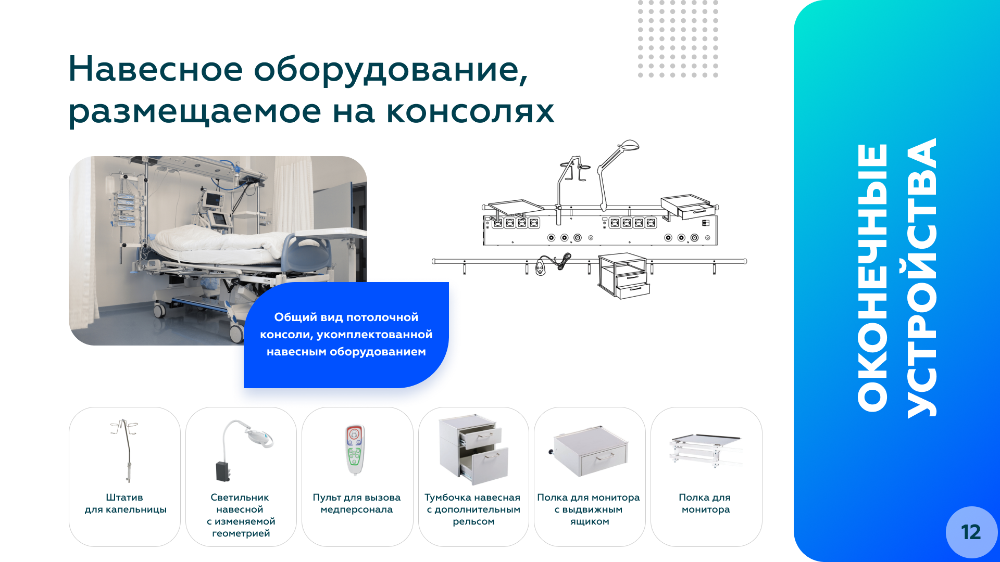 Навесное оборудование,
размещаемое на консолях
Общий вид потолочной
консоли, укомплектованной
навесным оборудованием
Штатив
для капельницы
Светильник
навесной
с изменяемой
геометрией
Пульт для вызова
медперсонала
Тумбочка навесная
с дополнительным
рельсом
Полка для монитора
с выдвижным
ящиком
Полка для
монитора
ОКОНЕЧНЫЕ
УСТРОЙСТВА
12